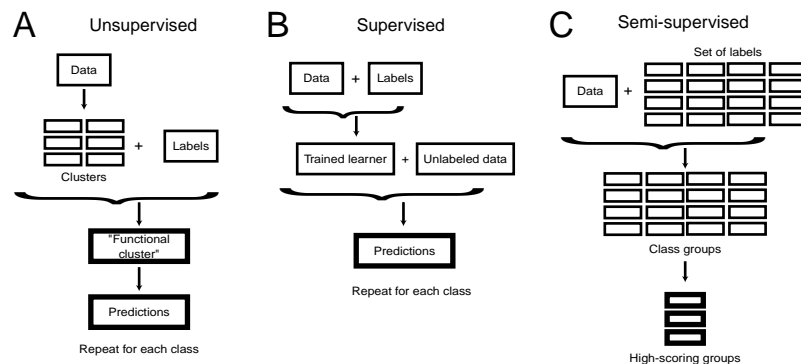 A Unsupervised
Data
+ Labels
Clusters
"Functional
cluster"
Predictions
Repeat for each class
B Supervised
Data + Labels
Trained learner + Unlabeled data
Predictions
Repeat for each class
C Semi-supervised
Set of labels
Data +
Class groups
High-scoring groups